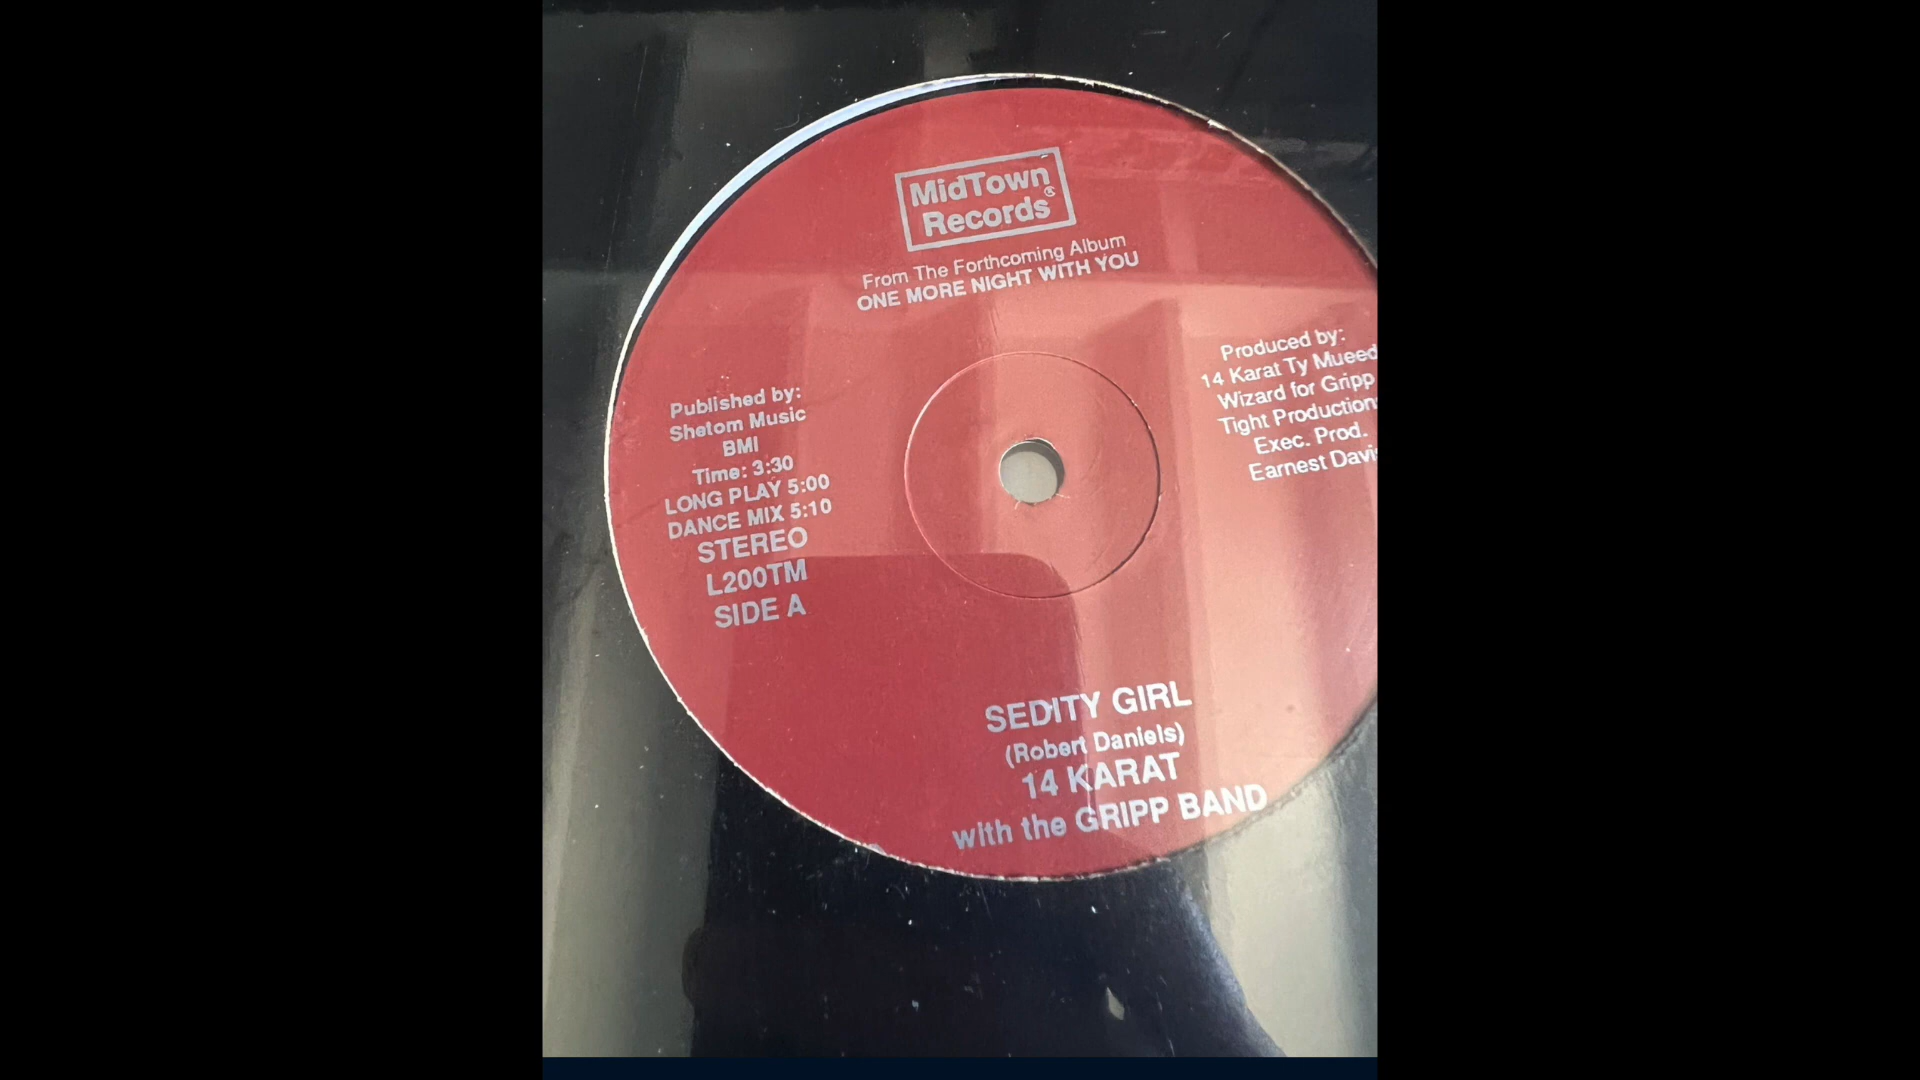 MidTown
Records®
From The Forthcoming Album
ONE MORE NIGHT WITH YOU
Published by:
Shetom Music
BMI
Time: 3:30
LONG PLAY 5:00
DANCE MIX 5:10
STEREO
L200TM
SIDE A
Produced by:
14 Karat Ty Mueed
Wizard for Gripp
Tight Production
Exec. Prod.
Earnest Davi
SEDITY GIRL
(Robert Daniels)
14 KARAT
with the GRIPP BAND